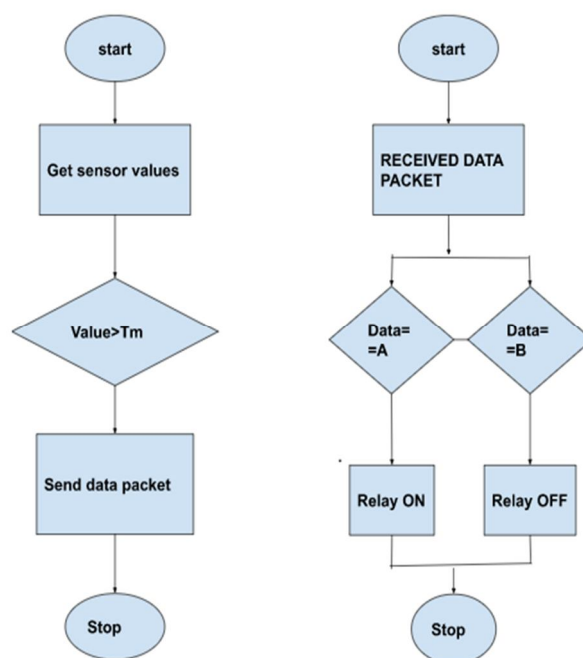 start
Get sensor values
Value>Tm
Send data packet
Stop
start
RECEIVED DATA
PACKET
Data=
=A
Data=
=B
Relay ON
Relay OFF
Stop